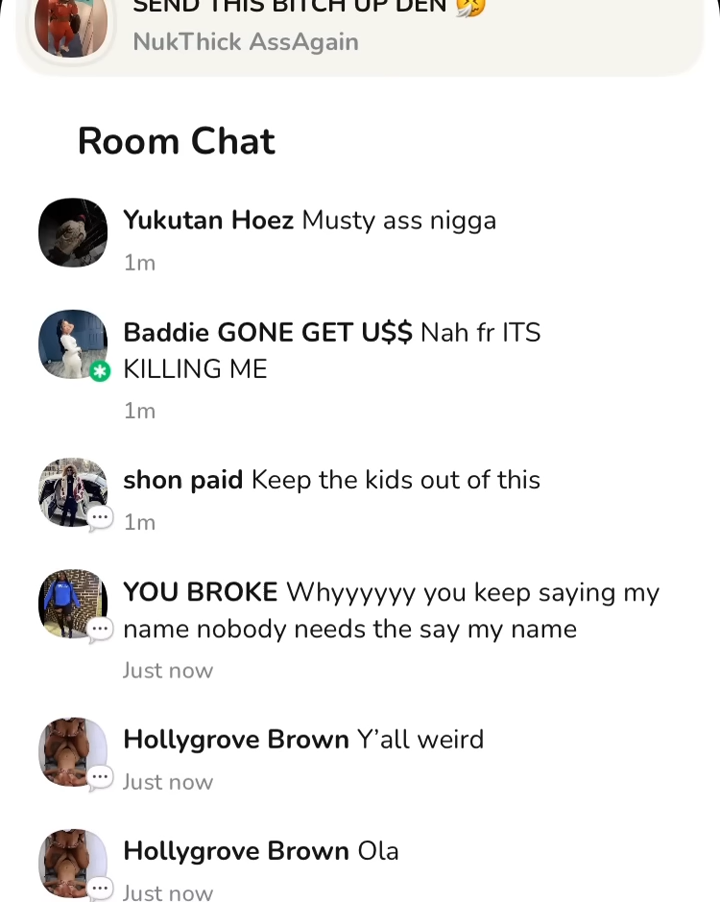 SEND THIS BITCH UP DEN 🤧
NukThick AssAgain
Room Chat
Yukutan Hoez Musty ass nigga
1m
Baddie GONE GET U$$ Nah fr ITS
KILLING ME
1m
shon paid Keep the kids out of this
1m
YOU BROKE Whyyyyyy you keep saying my
name nobody needs the say my name
Just now
Hollygrove Brown Y’all weird
Just now
Hollygrove Brown Ola
Just now